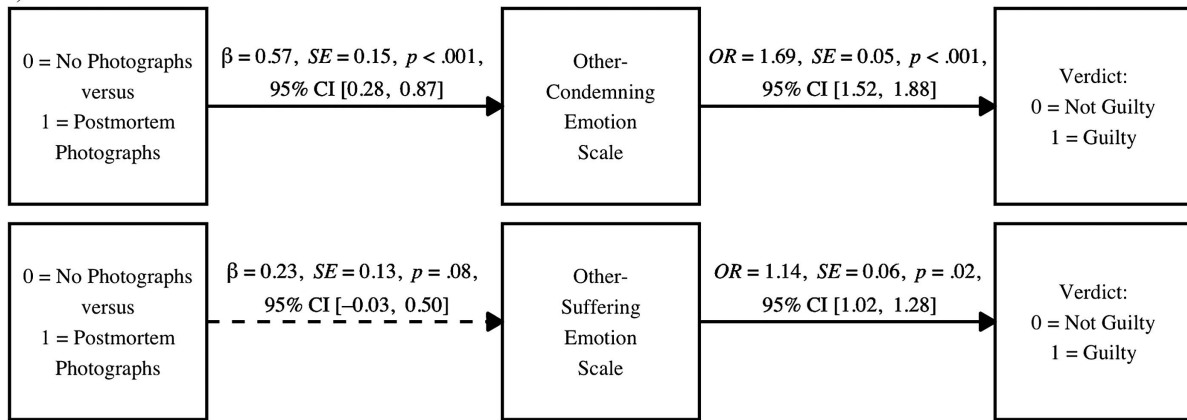 0 = No Photographs
versus
1 = Postmortem
Photographs
β = 0.57, SE = 0.15, p < .001,
95% CI [0.28, 0.87]
Other-
Condemning
Emotion
Scale
OR = 1.69, SE = 0.05, p < .001,
95% CI [1.52, 1.88]
Verdict:
0 = Not Guilty
1 = Guilty
0 = No Photographs
versus
1 = Postmortem
Photographs
β = 0.23, SE = 0.13, p = .08,
95% CI [–0.03, 0.50]
Other-
Suffering
Emotion
Scale
OR = 1.14, SE = 0.06, p = .02,
95% CI [1.02, 1.28]
Verdict:
0 = Not Guilty
1 = Guilty